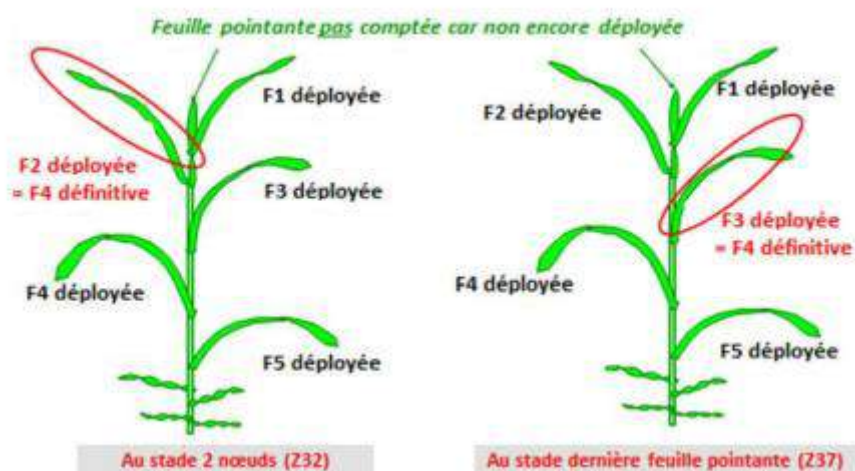 Feuille pointante pas comptée car non encore déployée
F1 déployée
F2 déployée
= F4 définitive
F3 déployée
F4 déployée
F5 déployée
Au stade 2 nœuds (Z32)
F1 déployée
F2 déployée
F3 déployée
= F4 définitive
F4 déployée
F5 déployée
Au stade dernière feuille pointante (Z37)